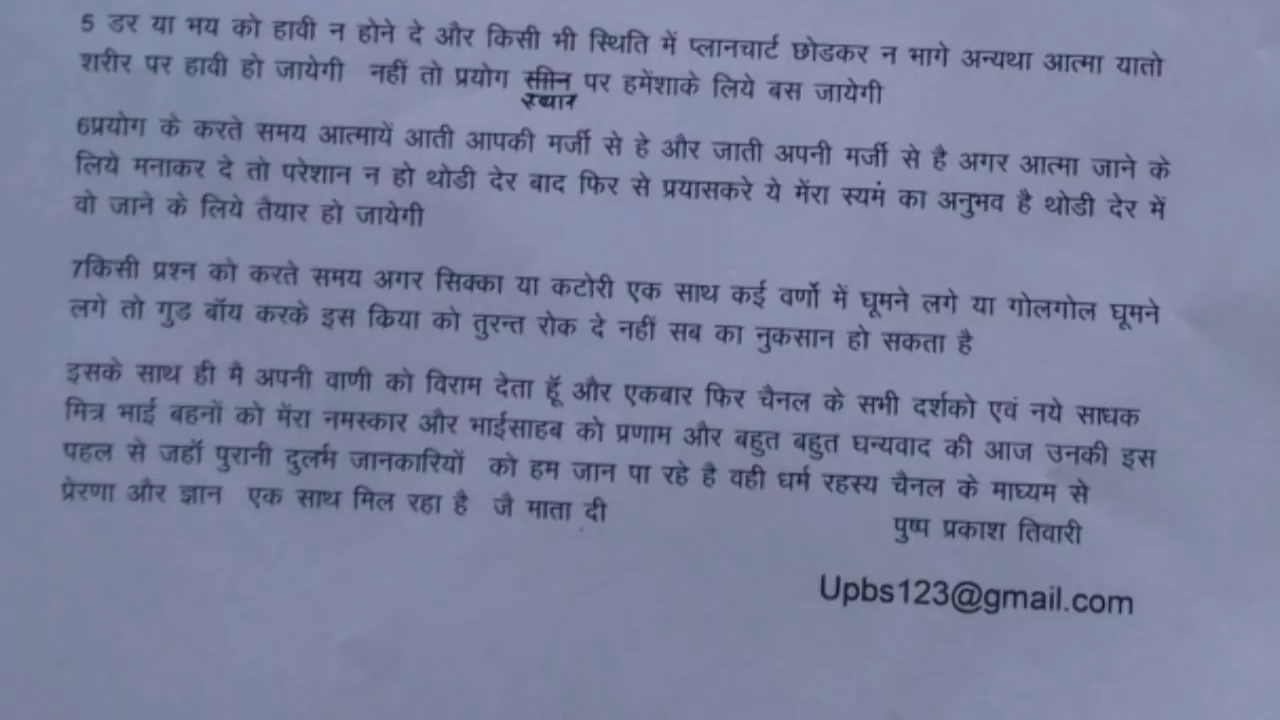 5 डर या भय को हावी न होने दे और किसी भी स्थिति में प्लानचार्ट छोडकर न भागे अन्यथा आत्मा यातो
शरीर पर हावी हो जायेगी नहीं तो प्रयोग सीन पर हमेंशाके लिये बस जायेगी
स्थान
6प्रयोग के करते समय आत्मायें आती आपकी मर्जी से हे और जाती अपनी मर्जी से है अगर आत्मा जाने के
लिये मनाकर दे तो परेशान न हो थोडी देर बाद फिर से प्रयासकरे ये मेंरा स्यमं का अनुभव है थोडी देर में
वो जाने के लिये तैयार हो जायेगी
7किसी प्रश्न को करते समय अगर सिक्का या कटोरी एक साथ कई वर्णो में घूमने लगे या गोलगोल घूमने
लगे तो गुड बॉय करके इस क्रिया को तुरन्त रोक दे नहीं सब का नुकसान हो सकता है
इसके साथ ही मै अपनी वाणी को विराम देता हूॅ और एकबार फिर चैनल के सभी दर्शको एवं नये साधक
मित्र भाई बहनों को मेंरा नमस्कार और भाईसाहब को प्रणाम और बहुत बहुत घन्यवाद की आज उनकी इस
पहल से जहॉ पुरानी दुर्लभ जानकारियों को हम जान पा रहे है वही धर्म रहस्य चैनल के माध्यम से
प्रेरणा और ज्ञान एक साथ मिल रहा है जै माता दी
पुष्प प्रकाश तिवारी
Upbs123@gmail.com